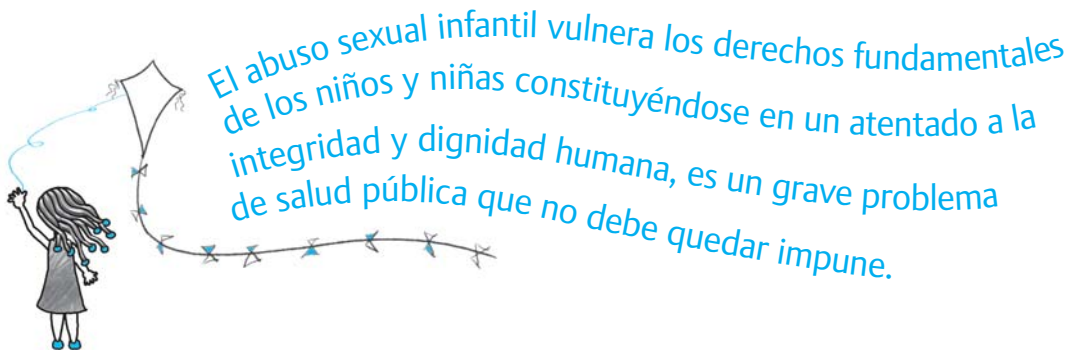 El abuso sexual infantil vulnera los derechos fundamentales
de los niños y niñas constituyéndose en un atentado a la
integridad y dignidad humana, es un grave problema
de salud pública que no debe quedar impune.